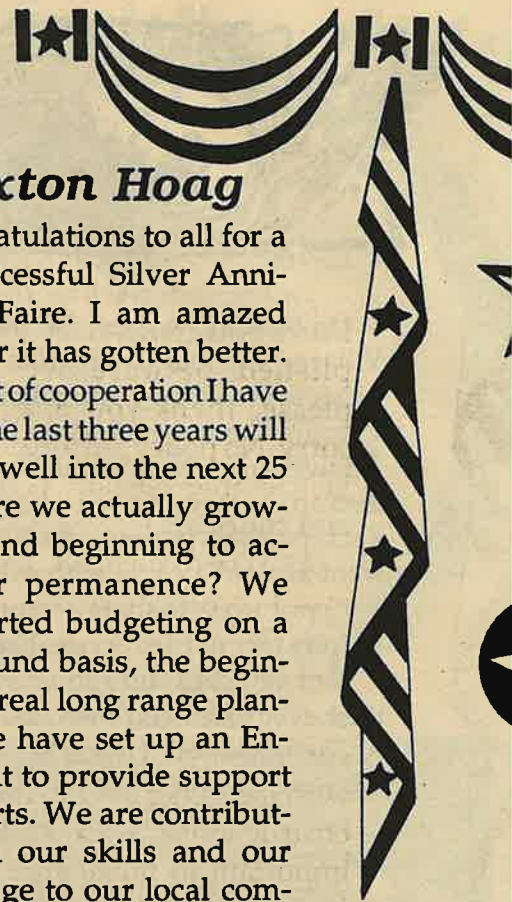 xton Hoag
atulations to all for a
cessful Silver Anni-
Faire. I am amazed
r it has gotten better.
t of cooperation I have
e last three years will
well into the next 25
re we actually grow-
nd beginning to ac-
r permanence? We
rted budgeting on a
und basis, the begin-
real long range plan-
e have set up an En-
t to provide support
rts. We are contribut-
our skills and our
ge to our local com-